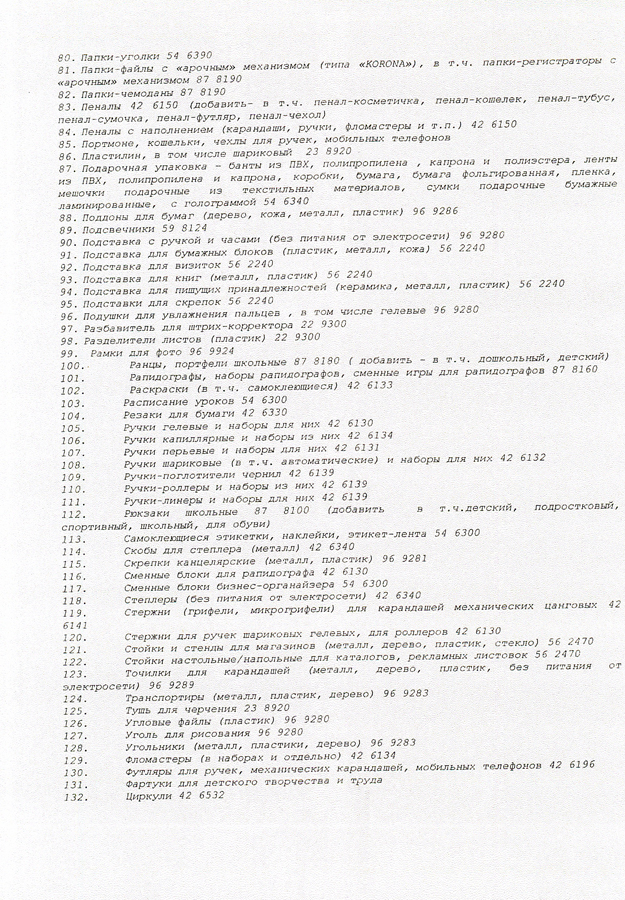 80. Папки-уголки 54 6390
81. Папки-файлы с «арочным» механизмом (типа «KORONA»), в т.ч. папки-регистраторы с
«арочным» механизмом 87 8190
82. Папки-чемоданы 87 8190
83. Пеналы 42 6150 (добавить- в т.ч. пенал-косметичка, пенал-кошелек, пенал-тубус,
пенал-сумочка, пенал-футляр, пенал-чехол)
84. Пеналы с наполнением (карандаши, ручки, фломастеры и т.п.) 42 6150
85. Портмоне, кошельки, чехлы для ручек, мобильных телефонов
86. Пластилин, в том числе шариковый 23 8920
87. Подарочная упаковка – банты из ПВХ, полипропилена , капрона и полиэстера, ленты
из ПВХ, полипропилена и капрона, коробки, бумага, бумага фольгированная, пленка,
мешочки подарочные из текстильных материалов, сумки подарочные бумажные
ламинированные, с голограммой 54 6340
88. Поддоны для бумаг (дерево, кожа, металл, пластик) 96 9286
89. Подсвечники 59 8124
90. Подставка с ручкой и часами (без питания от электросети) 96 9280
91. Подставка для бумажных блоков (пластик, металл, кожа) 56 2240
92. Подставка для визиток 56 2240
93. Подставка для книг (металл, пластик) 56 2240
94. Подставка для пишущих принадлежностей (керамика, металл, пластик) 56 2240
95. Подставки для скрепок 56 2240
96. Подушки для увлажнения пальцев , в том числе гелевые 96 9280
97. Разбавитель для штрих-корректора 22 9300
98. Разделители листов (пластик) 22 9300
99. Рамки для фото 96 9924
100. Ранцы, портфели школьные 87 8180 ( добавить – в т.ч. дошкольный, детский)
101. Рапидографы, наборы рапидографов, сменные игры для рапидографов 87 8160
102. Раскраски (в т.ч. самоклеющиеся) 42 6133
103. Расписание уроков 54 6300
104. Резаки для бумаги 42 6330
105. Ручки гелевые и наборы для них 42 6130
106. Ручки капиллярные и наборы из них 42 6134
107. Ручки перьевые и наборы для них 42 6131
108. Ручки шариковые (в т.ч. автоматические) и наборы для них 42 6132
109. Ручки-поглотители чернил 42 6139
110. Ручки-роллеры и наборы из них 42 6139
111. Ручки-линеры и наборы для них 42 6139
112. Рюкзаки школьные 87 8100 (добавить в т.ч.детский, подростковый,
спортивный, школьный, для обуви)
113. Самоклеющиеся этикетки, наклейки, этикет-лента 54 6300
114. Скобы для степлера (металл) 42 6340
115. Скрепки канцелярские (металл, пластик) 96 9281
116. Сменные блоки для рапидографа 42 6130
117. Сменные блоки бизнес-органайзера 54 6300
118. Степлеры (без питания от электросети) 42 6340
119. Стержни (грифели, микрогрифели) для карандашей механических цанговых 42
6141
120. Стержни для ручек шариковых гелевых, для роллеров 42 6130
121. Стойки и стенды для магазинов (металл, дерево, пластик, стекло) 56 2470
122. Стойки настольные/напольные для каталогов, рекламных листовок 56 2470
123. Точилки для карандашей (металл, дерево, пластик, без питания от
электросети) 96 9289
124. Транспортиры (металл, пластик, дерево) 96 9283
125. Тушь для черчения 23 8920
126. Угловые файлы (пластик) 96 9280
127. Уголь для рисования 96 9280
128. Угольники (металл, пластики, дерево) 96 9283
129. Фломастеры (в наборах и отдельно) 42 6134
130. Футляры для ручек, механических карандашей, мобильных телефонов 42 6196
131. Фартуки для детского творчества и труда
132. Циркули 42 6532